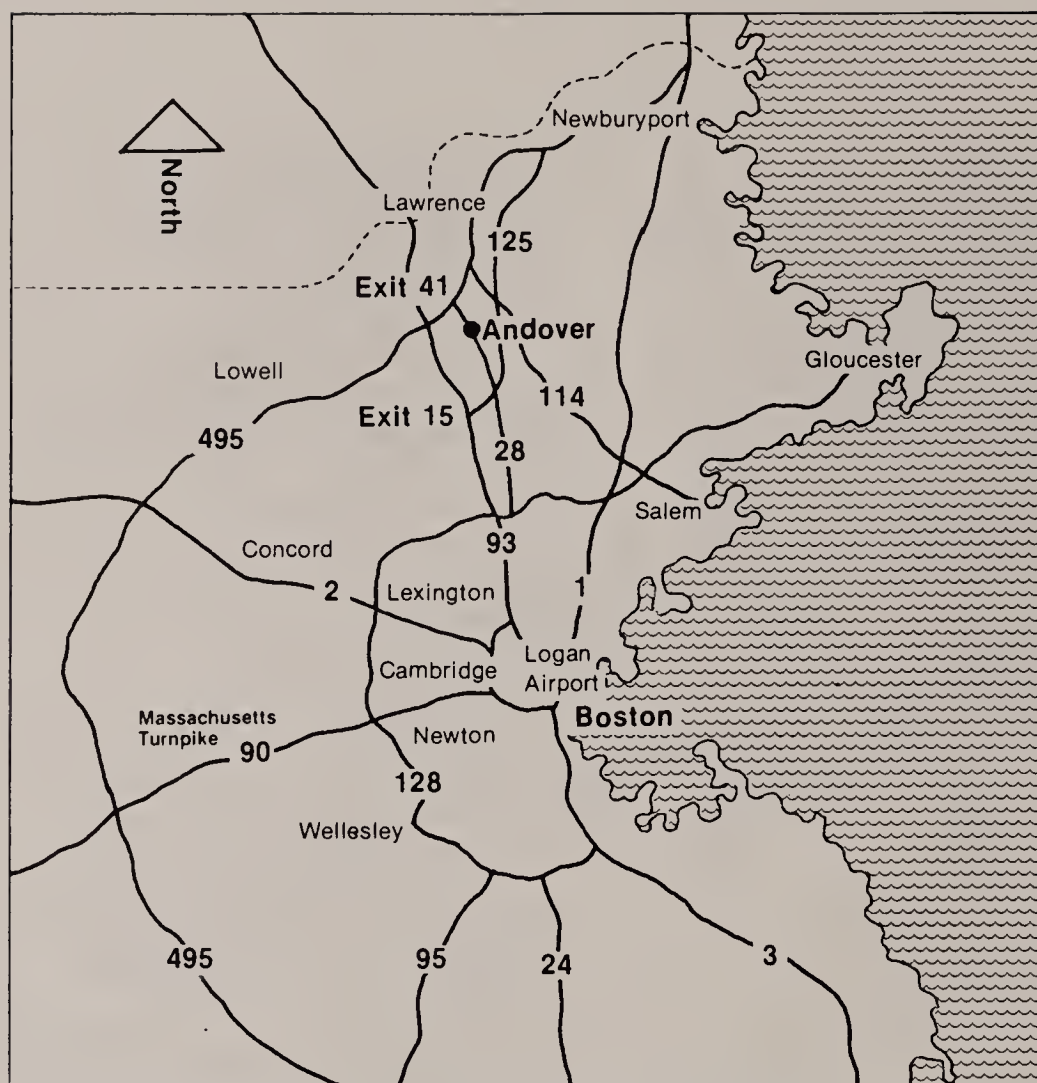 Newburyport
North
Lawrence
125
Exit 41
Andover
Gloucester
Lowell
114
Exit 15
495
28
Salem
93
Concord
2
Lexington
1
Logan
Airport
Cambridge
Massachusetts
Turnpike
90
Boston
Newton
128
Wellesley
495
95
24
3